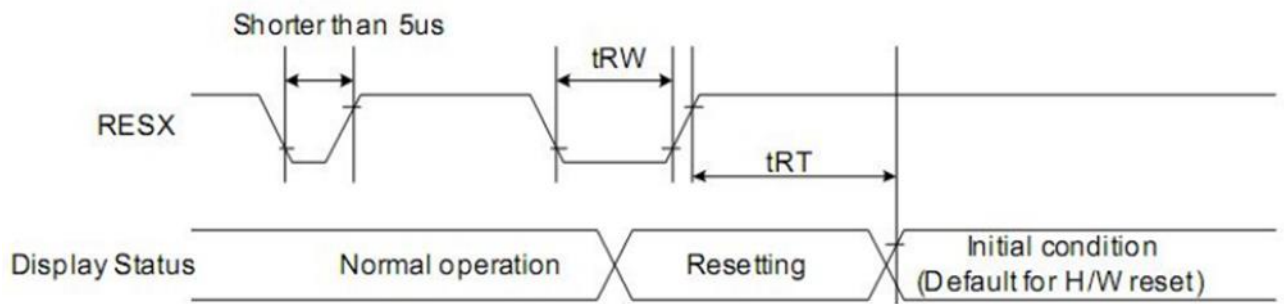 Shorter than 5us
tRW
RESX
tRT
Display Status
Normal operation
Resetting
Initial condition
(Default for H/W reset)